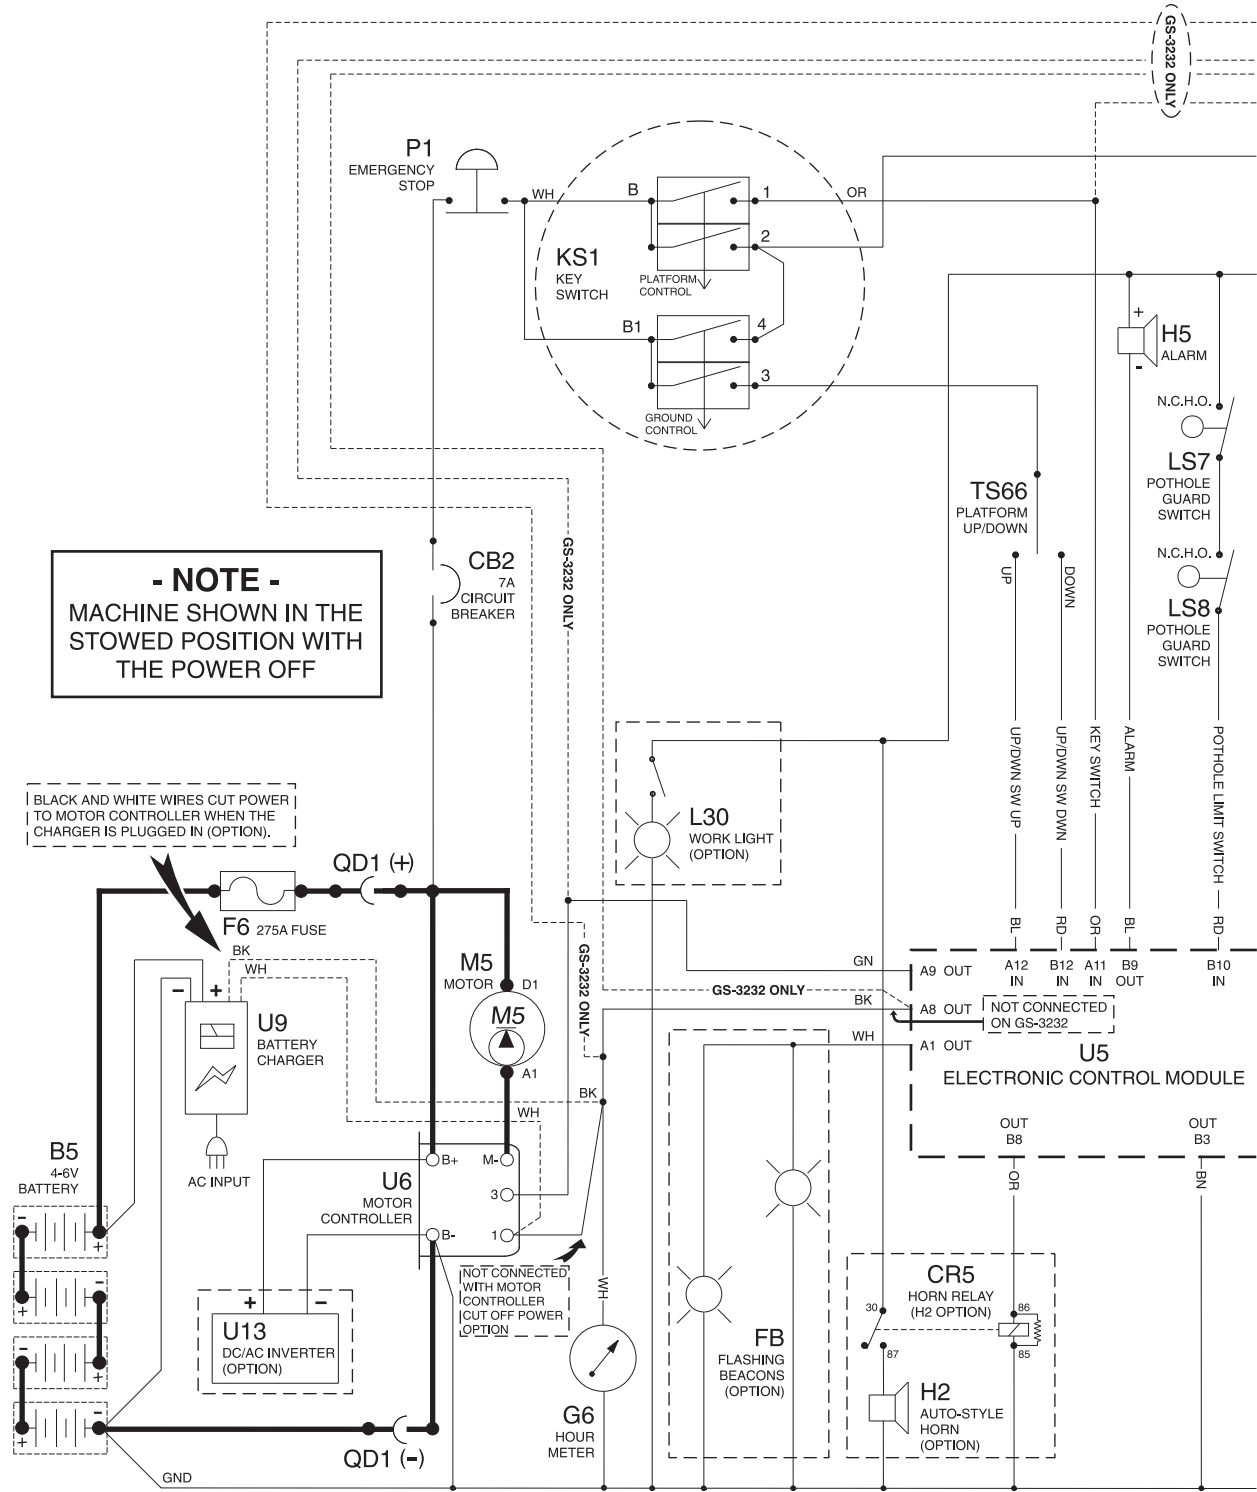 GS-3232 ONLY
P1
EMERGENCY
STOP
WH
B
1
OR
2
KS1
KEY
SWITCH
PLATFORM
CONTROL
B1
4
3
GROUND
CONTROL
+
H5
ALARM
-
N.C.H.O.
LS7
POTHOLE
GUARD
SWITCH
TS66
PLATFORM
UP/DOWN
UP
DOWN
N.C.H.O.
LS8
POTHOLE
GUARD
SWITCH
- NOTE -
MACHINE SHOWN IN THE
STOWED POSITION WITH
THE POWER OFF
CB2
7A
CIRCUIT
BREAKER
GS-3232 ONLY
UP/DWN SW UP
UP/DWN SW DWN
KEY SWITCH
ALARM
POTHOLE LIMIT SWITCH
BLACK AND WHITE WIRES CUT POWER
TO MOTOR CONTROLLER WHEN THE
CHARGER IS PLUGGED IN (OPTION).
L30
WORK LIGHT
(OPTION)
QD1 (+)
F6 275A FUSE
BK
WH
BL
RD
OR
BL
RD
M5
MOTOR
D1
M5
A1
GS-3232 ONLY
GN
A9 OUT
A12
IN
B12
IN
A11
IN
B9
OUT
B10
IN
GS-3232 ONLY
BK
A8 OUT
NOT CONNECTED
ON GS-3232
WH
A1 OUT
U5
ELECTRONIC CONTROL MODULE
- +
U9
BATTERY
CHARGER
AC INPUT
BK
WH
OUT
B8
OUT
B3
OR
BN
B5
4-6V
BATTERY
-
+
+
-
-
+
+
-
U6
MOTOR
CONTROLLER
B+
M-
3
B-
1
NOT CONNECTED
WITH MOTOR
CONTROLLER
CUT OFF POWER
OPTION
WH
+ -
U13
DC/AC INVERTER
(OPTION)
FB
FLASHING
BEACONS
(OPTION)
CR5
HORN RELAY
(H2 OPTION)
30
86
87
85
H2
AUTO-STYLE
HORN
(OPTION)
G6
HOUR
METER
QD1 (-)
GND